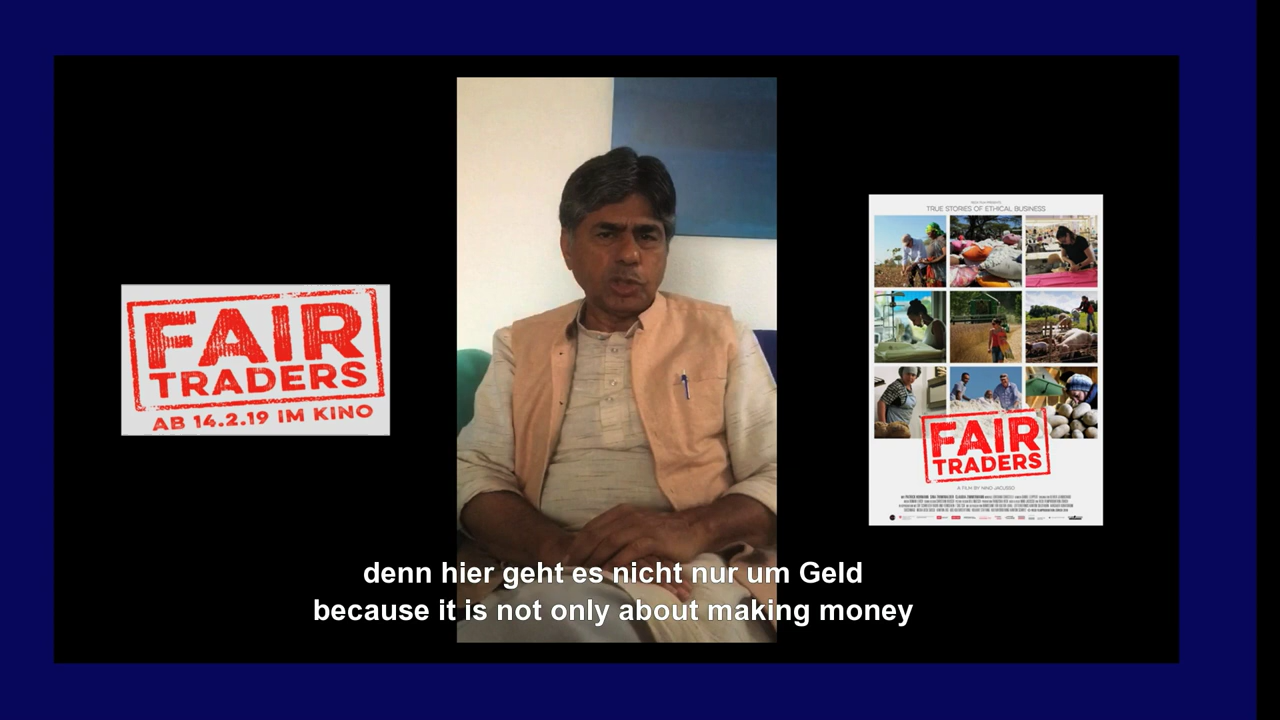 FAIR
TRADERS
AB 14.2.19 IM KINO
TRUE STORIES OF ETHICAL BUSINESS
FAIR
TRADERS
A FILM BY NINO JACUSSO
denn hier geht es nicht nur um Geld
because it is not only about making money